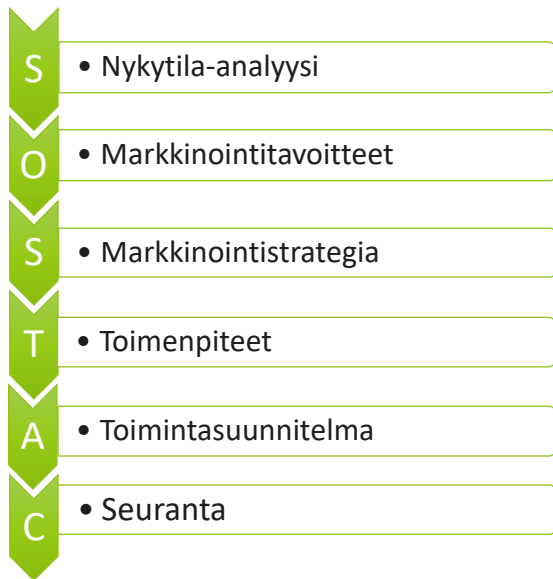 S
• Nykytila-analyysi
O
• Markkinointitavoitteet
S
• Markkinointistrategia
T
• Toimenpiteet
A
• Toimintasuunnitelma
C
• Seuranta